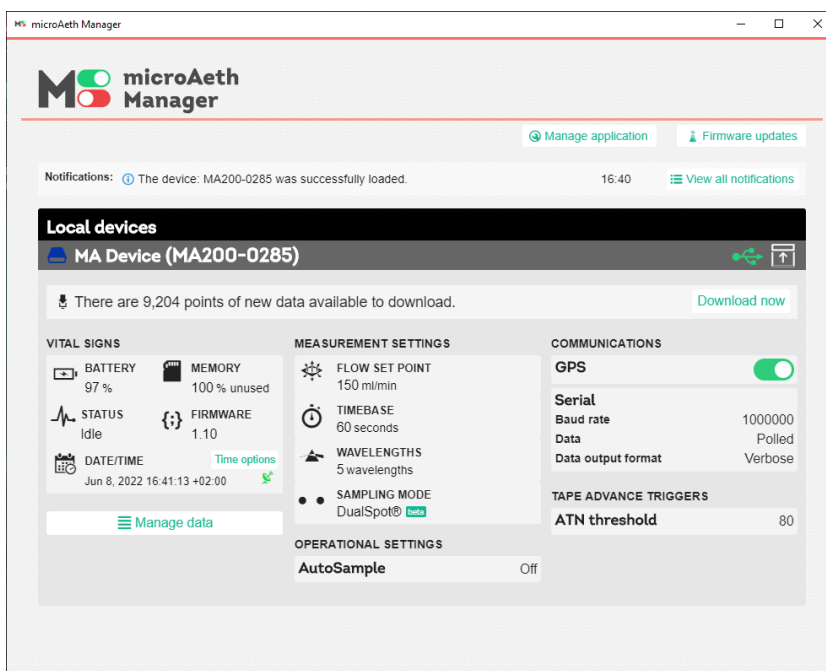 microAeth Manager
microAeth
Manager
Manage application
Firmware updates
Notifications: The device: MA200-0285 was successfully loaded. 16:40 View all notifications
Local devices
MA Device (MA200-0285)
There are 9,204 points of new data available to download. Download now
VITAL SIGNS
BATTERY
97 %
MEMORY
100 % unused
STATUS
Idle
FIRMWARE
1.10
DATE/TIME
Time options
Jun 8, 2022 16:41:13 +02:00
Manage data
MEASUREMENT SETTINGS
FLOW SET POINT
150 ml/min
TIMEBASE
60 seconds
WAVELENGTHS
5 wavelengths
SAMPLING MODE
DualSpot® beta
OPERATIONAL SETTINGS
AutoSample Off
COMMUNICATIONS
GPS
Serial
Baud rate 1000000
Data Polled
Data output format Verbose
TAPE ADVANCE TRIGGERS
ATN threshold 80